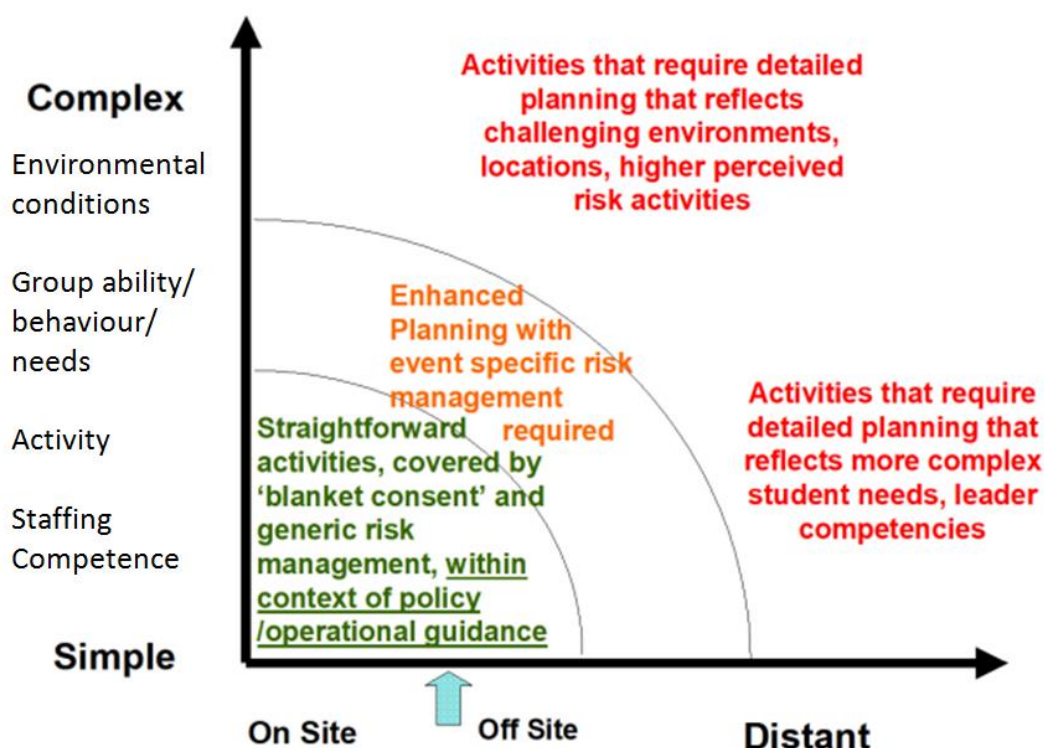 Complex
Environmental
conditions
Group ability/
behaviour/
needs
Activity
Staffing
Competence
Simple
Activities that require detailed
planning that reflects
challenging environments,
locations, higher perceived
risk activities
Enhanced
Planning with
event specific risk
management
required
Straightforward
activities, covered by
‘blanket consent’ and
generic risk
management, within
context of policy
/operational guidance
Activities that require
detailed planning that
reflects more complex
student needs, leader
competencies
On Site
Off Site
Distant